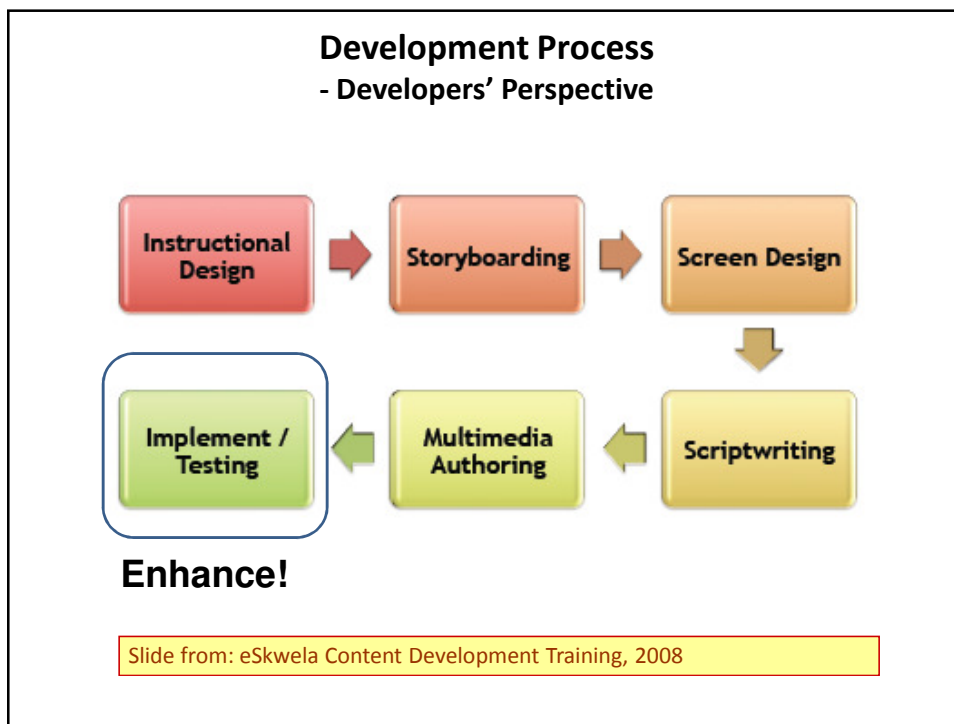 Development Process
- Developers’ Perspective
Instructional
Design
Storyboarding
Screen Design
Scriptwriting
Multimedia
Authoring
Implement /
Testing
Enhance!
Slide from: eSkwela Content Development Training, 2008